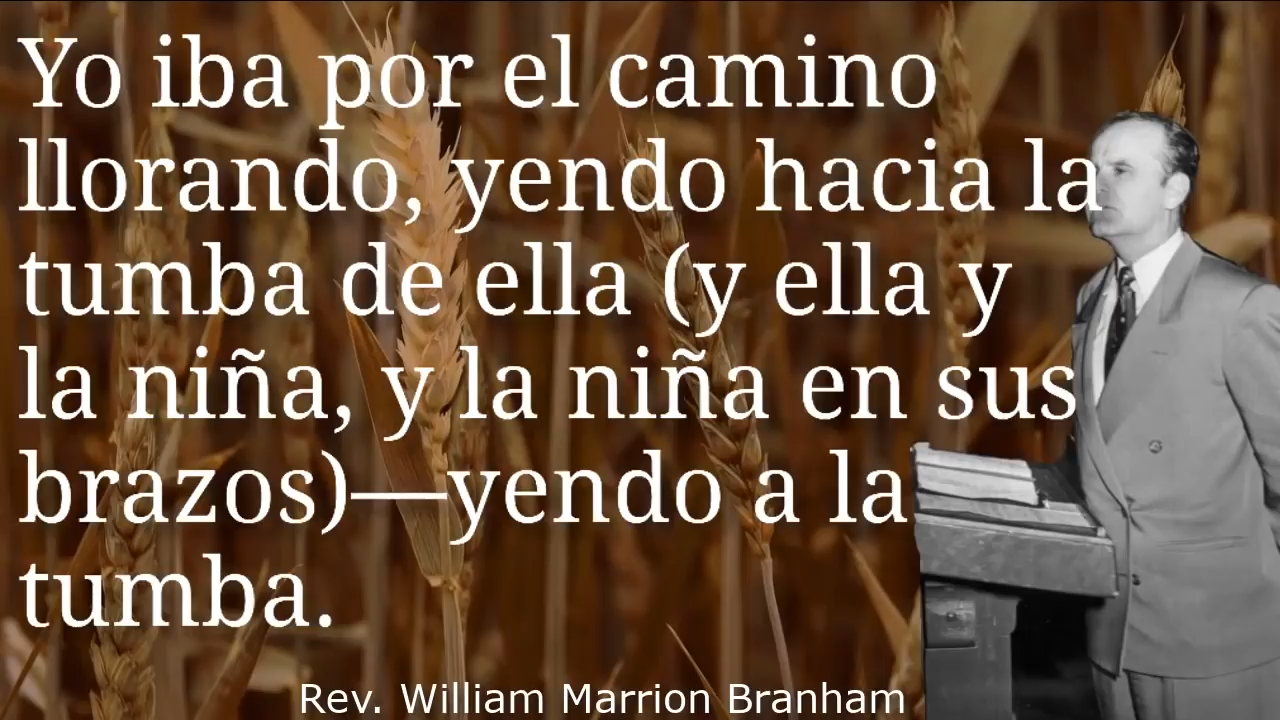 Yo iba por el camino
llorando, yendo hacia la
tumba de ella (y ella y
la niña, y la niña en sus
brazos)—yendo a la
tumba.
Rev. William Marrion Branham